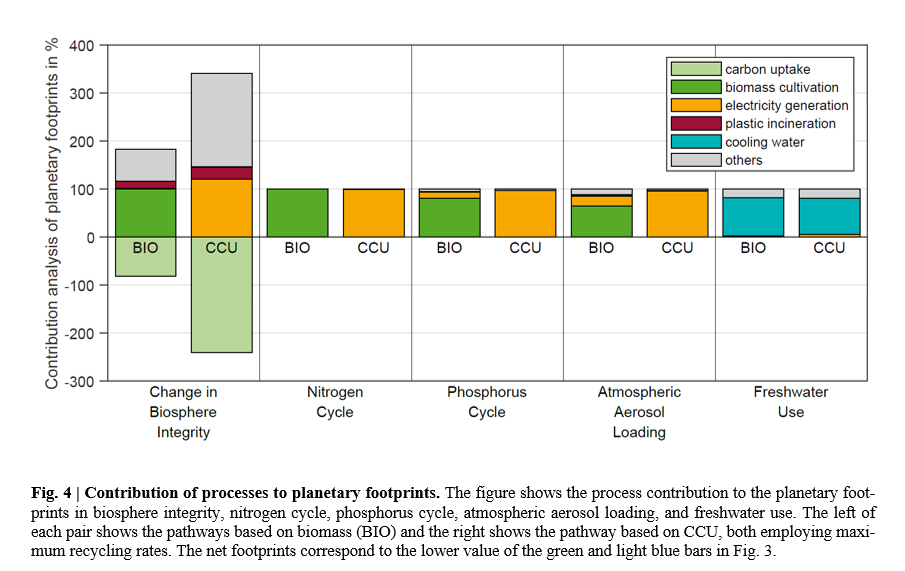 Contribution analysis of planetary footprints in %
400
300
200
100
0
-100
-200
-300
carbon uptake
biomass cultivation
electricity generation
plastic incineration
cooling water
others
BIO
CCU
BIO
CCU
BIO
CCU
BIO
CCU
BIO
CCU
Change in
Biosphere
Integrity
Nitrogen
Cycle
Phosphorus
Cycle
Atmospheric
Aerosol
Loading
Freshwater
Use
Fig. 4 | Contribution of processes to planetary footprints. The figure shows the process contribution to the planetary foot-
prints in biosphere integrity, nitrogen cycle, phosphorus cycle, atmospheric aerosol loading, and freshwater use. The left of
each pair shows the pathways based on biomass (BIO) and the right shows the pathway based on CCU, both employing maxi-
mum recycling rates. The net footprints correspond to the lower value of the green and light blue bars in Fig. 3.